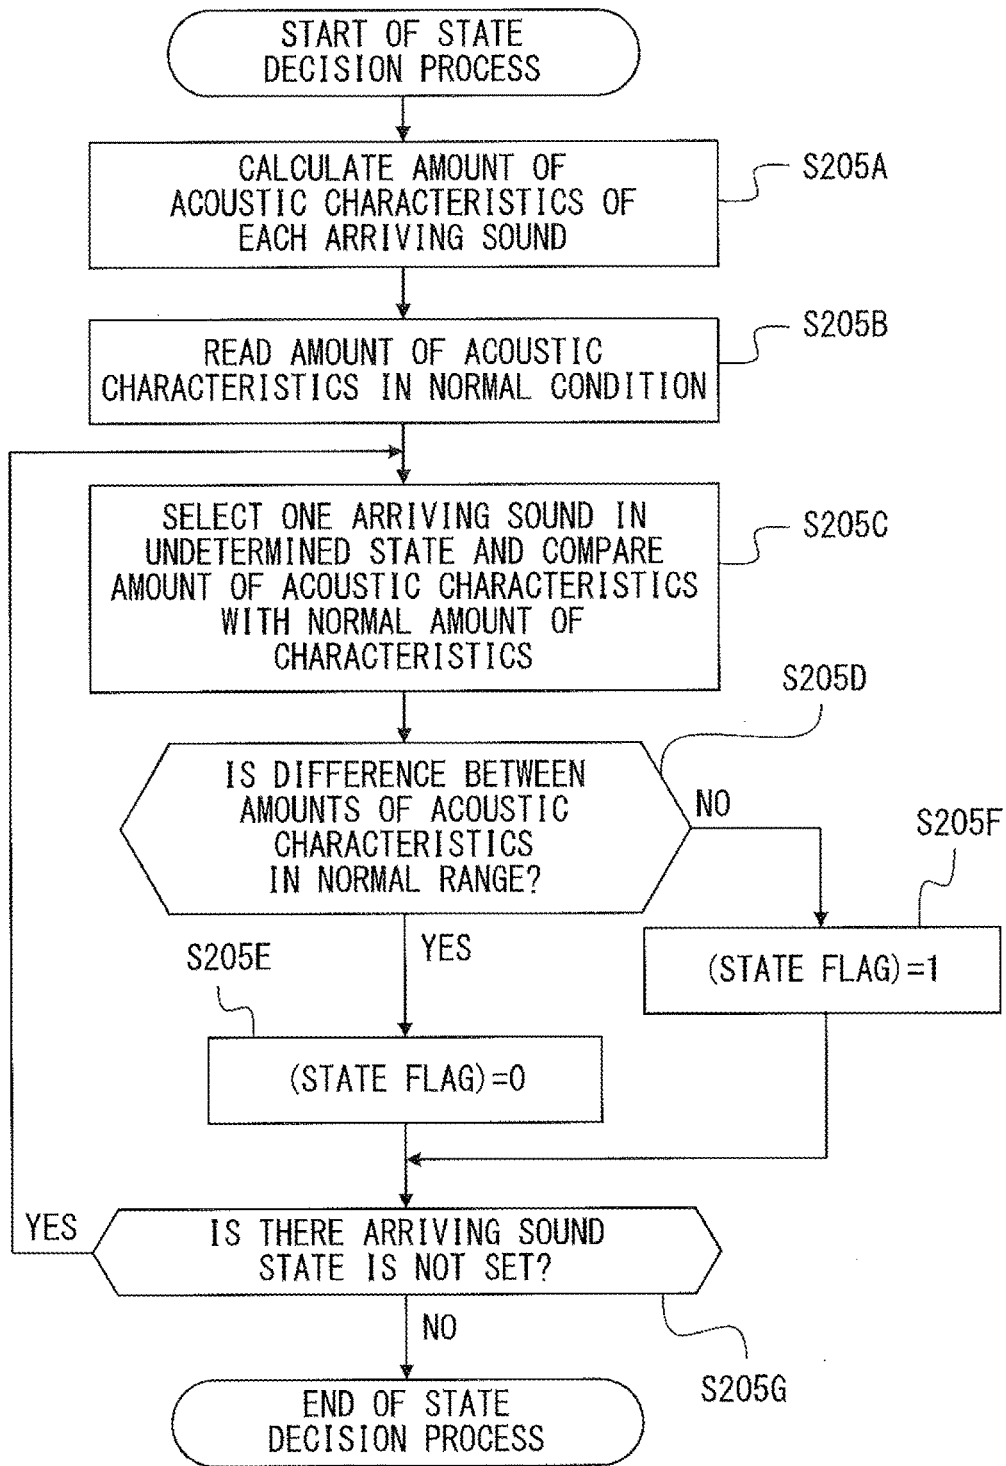 START OF STATE
DECISION PROCESS
CALCULATE AMOUNT OF
ACOUSTIC CHARACTERISTICS OF
EACH ARRIVING SOUND
S205A
READ AMOUNT OF ACOUSTIC
CHARACTERISTICS IN NORMAL CONDITION
S205B
SELECT ONE ARRIVING SOUND IN
UNDETERMINED STATE AND COMPARE
AMOUNT OF ACOUSTIC CHARACTERISTICS
WITH NORMAL AMOUNT OF
CHARACTERISTICS
S205C
S205D
IS DIFFERENCE BETWEEN
AMOUNTS OF ACOUSTIC
CHARACTERISTICS
IN NORMAL RANGE?
NO
S205F
YES
S205E
(STATE FLAG)=1
(STATE FLAG)=0
YES
IS THERE ARRIVING SOUND
STATE IS NOT SET?
NO
S205G
END OF STATE
DECISION PROCESS